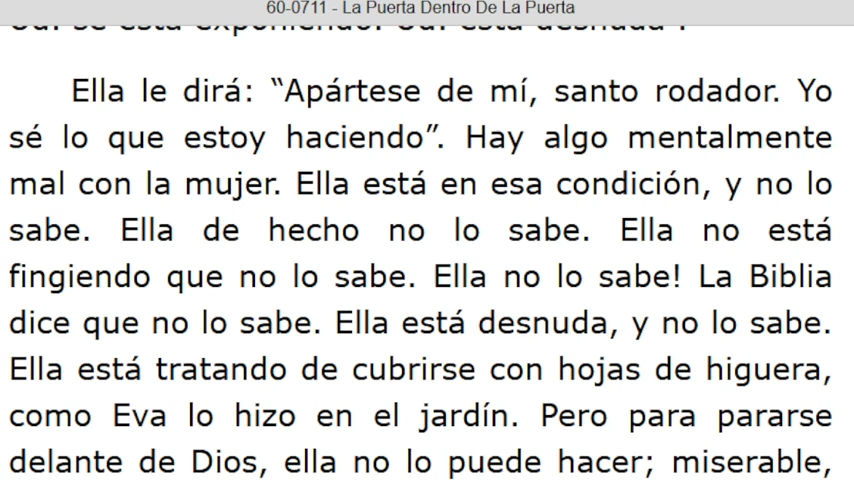 60-0711 - La Puerta Dentro De La Puerta
Ella le dirá: “Apártese de mí, santo rodador. Yo
sé lo que estoy haciendo”. Hay algo mentalmente
mal con la mujer. Ella está en esa condición, y no lo
sabe. Ella de hecho no lo sabe. Ella no está
fingiendo que no lo sabe. Ella no lo sabe! La Biblia
dice que no lo sabe. Ella está desnuda, y no lo sabe.
Ella está tratando de cubrirse con hojas de higuera,
como Eva lo hizo en el jardín. Pero para pararse
delante de Dios, ella no lo puede hacer; miserable,